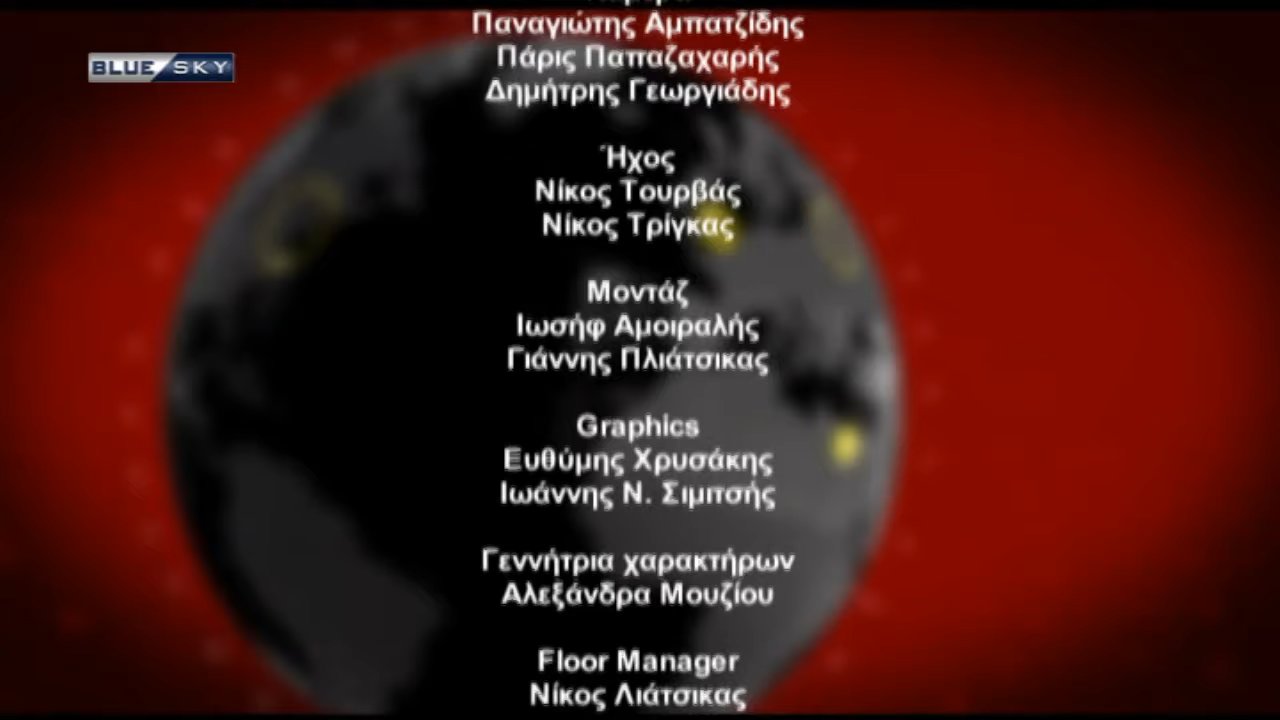 BLUE SKY
Παναγιώτης Αμπατζίδης
Πάρις Παπαζαχαρής
Δημήτρης Γεωργιάδης
Ήχος
Νίκος Τουρβάς
Νίκος Τρίγκας
Μοντάζ
Ιωσήφ Αμοιραλής
Γιάννης Πλιάτσικας
Graphics
Ευθύμης Χρυσάκης
Ιωάννης Ν. Σιμιτσής
Γεννήτρια χαρακτήρων
Αλεξάνδρα Μουζίου
Floor Manager
Νίκος Λιάτσικας